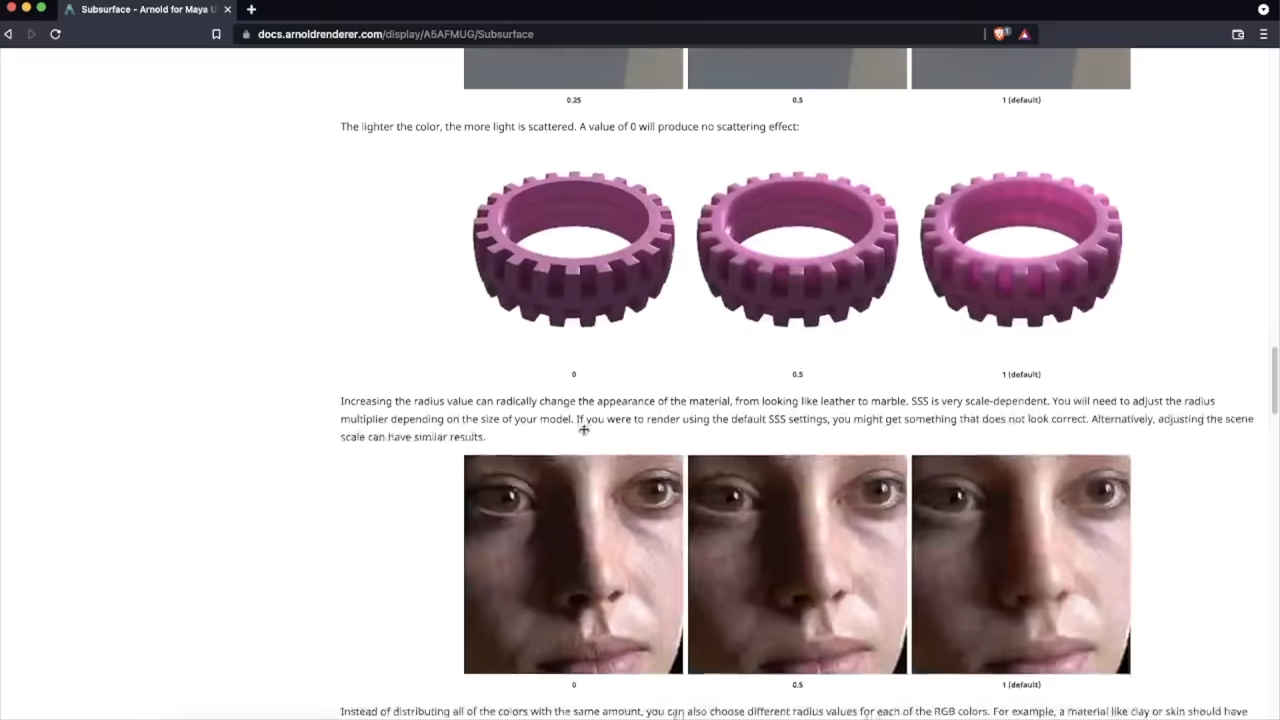 Subsurface - Arnold for Maya U
docs.arnoldrenderer.com/display/A5AFMUG/Subsurface
0.25 0.5 1 (default)
The lighter the color, the more light is scattered. A value of 0 will produce no scattering effect:
0 0.5 1 (default)
Increasing the radius value can radically change the appearance of the material, from looking like leather to marble. SSS is very scale-dependent. You will need to adjust the radius
multiplier depending on the size of your model. If you were to render using the default SSS settings, you might get something that does not look correct. Alternatively, adjusting the scene
scale can have similar results.
0 0.5 1 (default)
Instead of distributing all of the colors with the same amount, you can also choose different radius values for each of the RGB colors. For example, a material like clay or skin should have